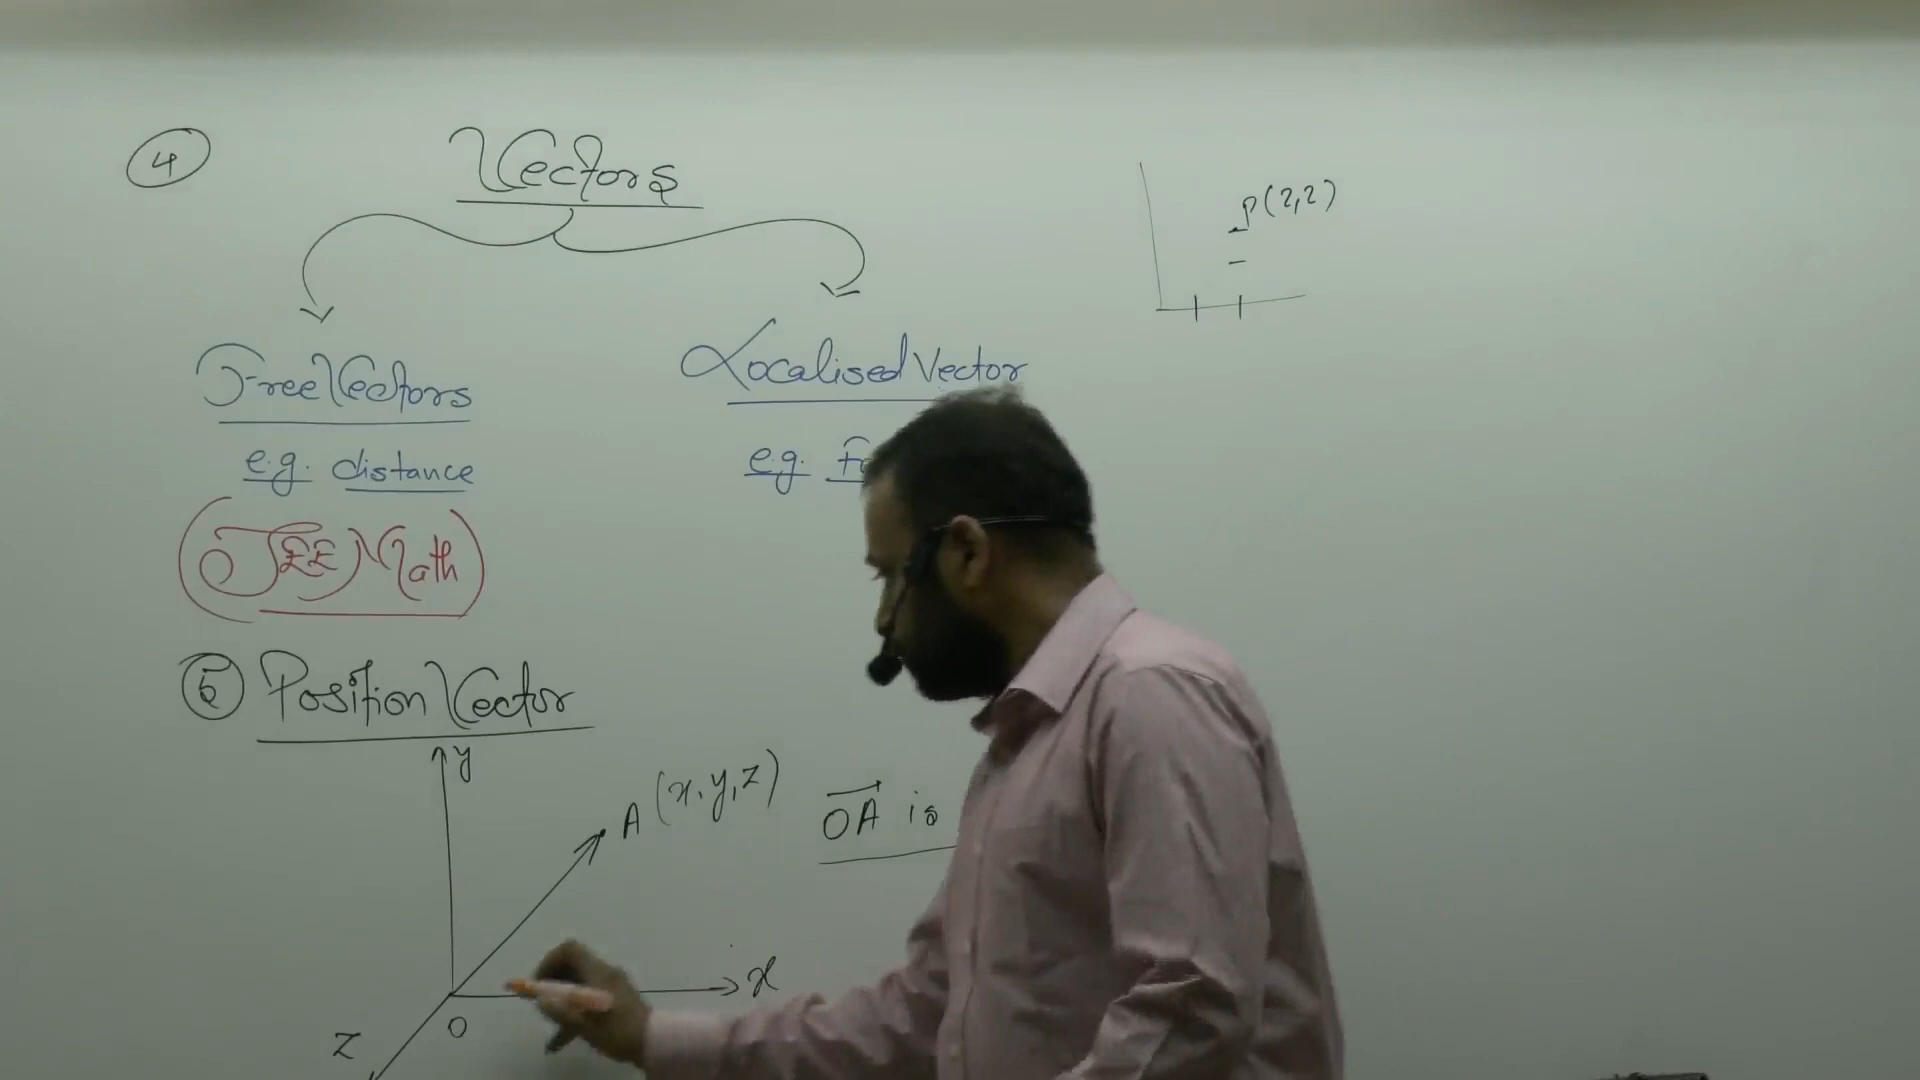 4
Vectors
P(2,2)
Free Vectors
Localised Vector
e.g. distance
e.g.
(JEE Math)
5 Position Vector
y
A (x, y, z)
OA is
x
O
z